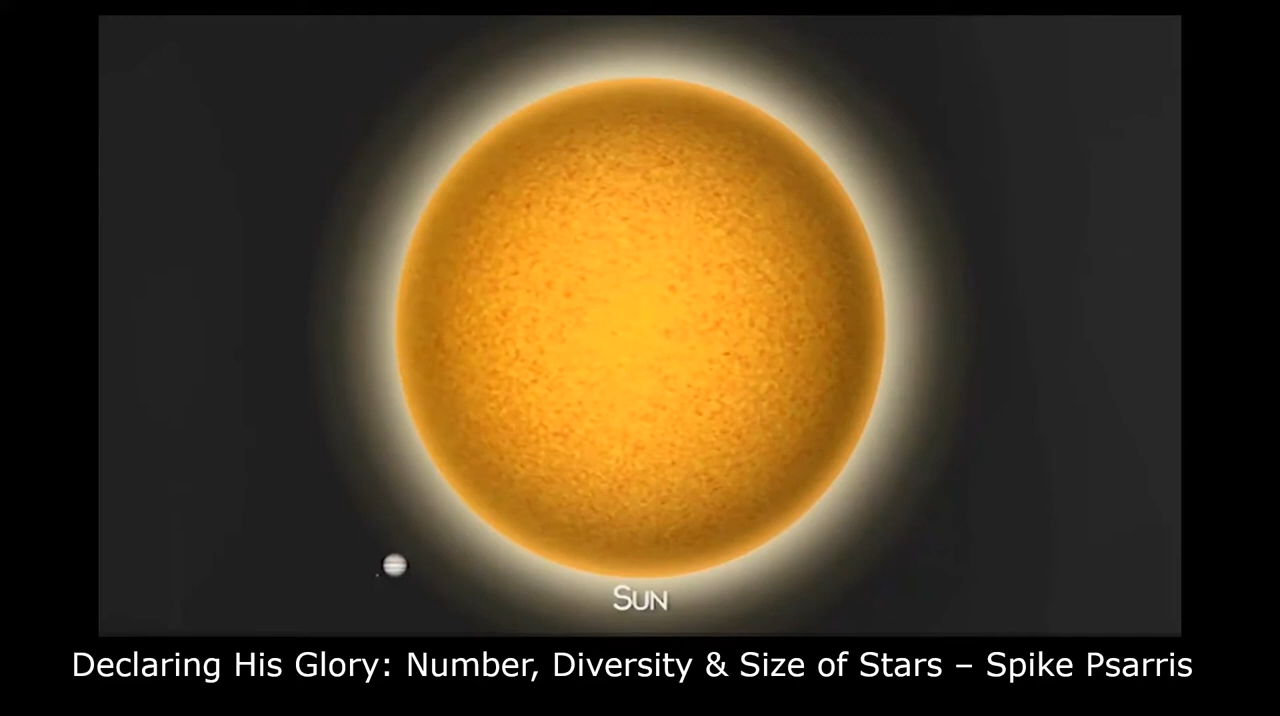 SUN
Declaring His Glory: Number, Diversity & Size of Stars – Spike Psarris